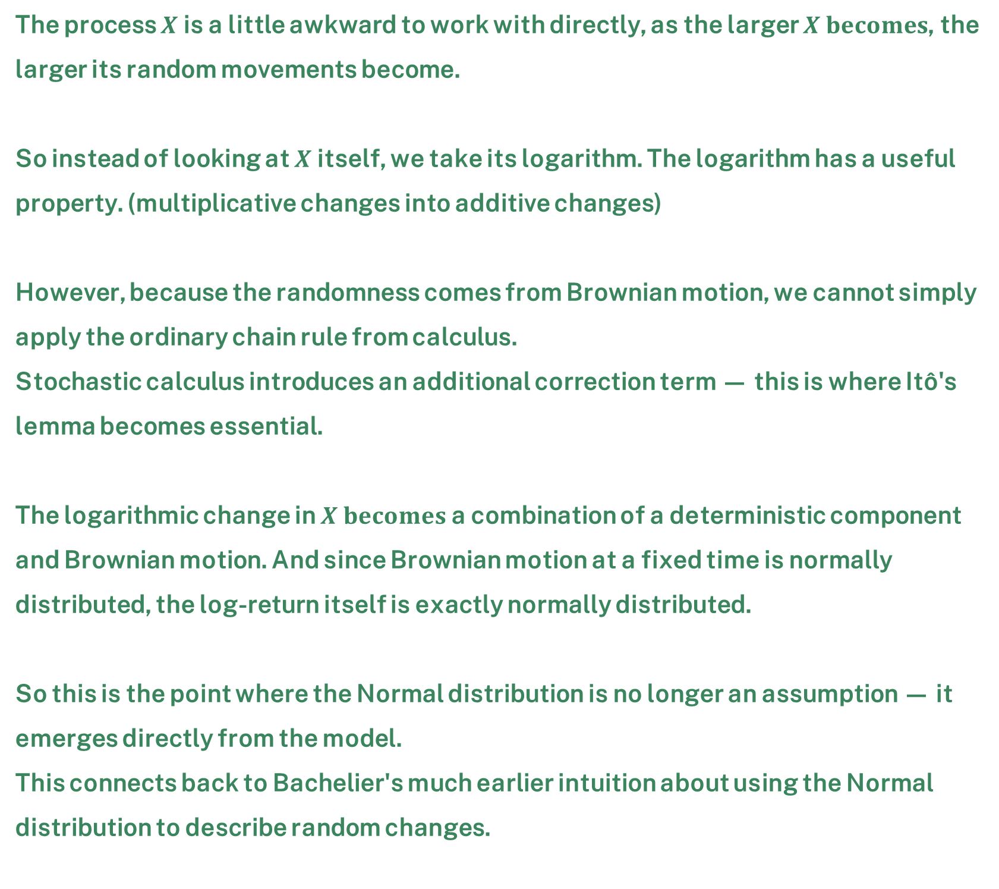 The process X is a little awkward to work with directly, as the larger X becomes, the
larger its random movements become.
So instead of looking at X itself, we take its logarithm. The logarithm has a useful
property. (multiplicative changes into additive changes)
However, because the randomness comes from Brownian motion, we cannot simply
apply the ordinary chain rule from calculus.
Stochastic calculus introduces an additional correction term — this is where Itô's
lemma becomes essential.
The logarithmic change in X becomes a combination of a deterministic component
and Brownian motion. And since Brownian motion at a fixed time is normally
distributed, the log-return itself is exactly normally distributed.
So this is the point where the Normal distribution is no longer an assumption — it
emerges directly from the model.
This connects back to Bachelier's much earlier intuition about using the Normal
distribution to describe random changes.